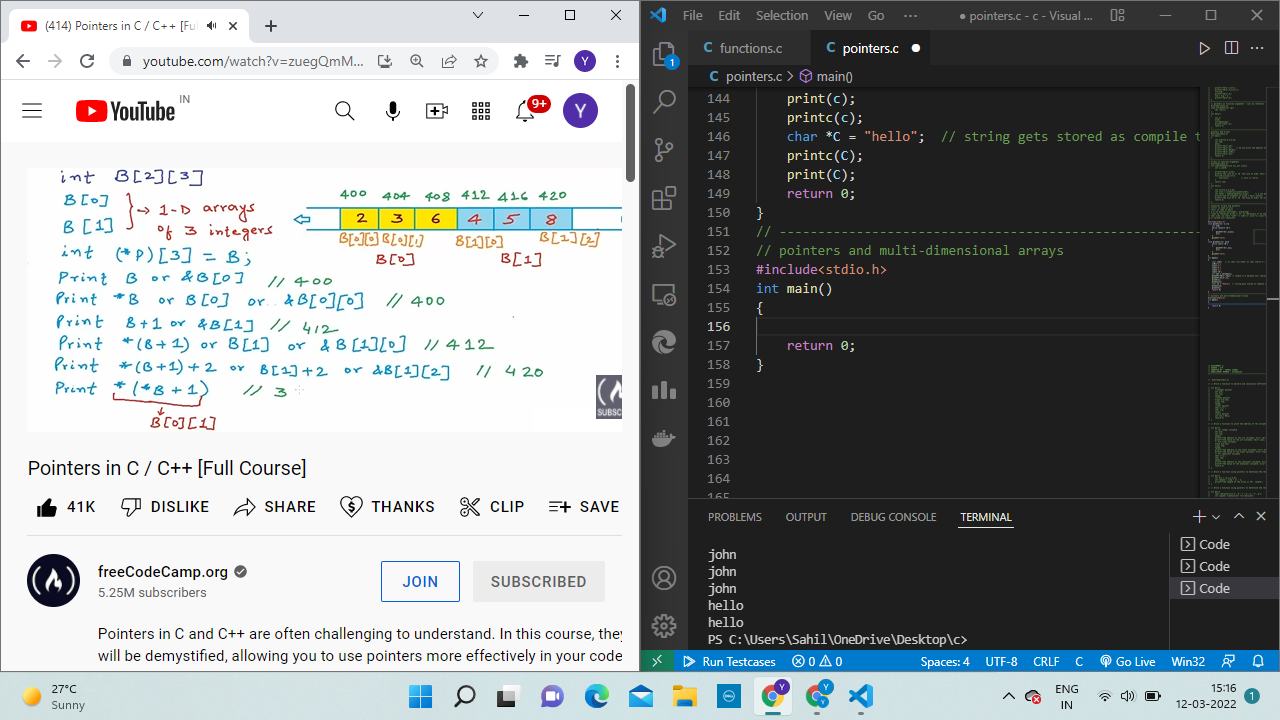 (414) Pointers in C / C++ [Ful
youtube.com/watch?v=zuegQmM...
Y
YouTube
IN
9+
Y
int B[2][3]
B[0]
B[1]
→ 1-D arrays
of 3 integers
400 404 408 412 416 420
2 3 6 4 5 8
B[0][0] B[0][1] B[1][0] B[1][2]
B[0] B[1]
int (*P)[3] = B;
Print B or &B[0] // 400
Print *B or B[0] or &B[0][0] // 400
Print B+1 or &B[1] // 412
Print *(B+1) or B[1] or &B[1][0] // 412
Print *(B+1)+2 or B[1]+2 or &B[1][2] // 420
Print *(*B+1) // 3
B[0][1]
SUBSC
Pointers in C / C++ [Full Course]
41K DISLIKE SHARE THANKS CLIP SAVE
freeCodeCamp.org
5.25M subscribers
JOIN
SUBSCRIBED
Pointers in C and C++ are often challenging to understand. In this course, they
will be demystified, allowing you to use pointers more effectively in your code
File Edit Selection View Go ··· ● pointers.c - c - Visual ...
C functions.c C pointers.c ●
C pointers.c > main()
1
144 print(c);
145 printc(c);
146 char *C = "hello"; // string gets stored as compile t
147 printc(C);
148 print(C);
149 return 0;
150 }
151 // -----------------------------------------------------
152 // pointers and multi-dimensional arrays
153 #include<stdio.h>
154 int main()
155 {
156
157 return 0;
158 }
159
160
161
162
163
164
165
PROBLEMS OUTPUT DEBUG CONSOLE TERMINAL
john
john
john
hello
hello
PS C:\Users\Sahil\OneDrive\Desktop\c>
Code
Code
Code
Run Testcases 0 0 Spaces: 4 UTF-8 CRLF C Go Live Win32
27°C
Sunny
DELL
Y
Y
ENG
IN
15:16
12-03-2022
1